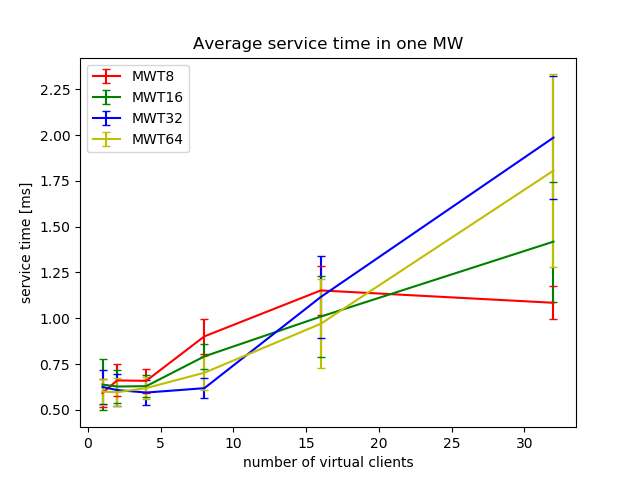 Average service time in one MW
MWT8
MWT16
MWT32
MWT64
service time [ms]
2.25
2.00
1.75
1.50
1.25
1.00
0.75
0.50
0 5 10 15 20 25 30
number of virtual clients